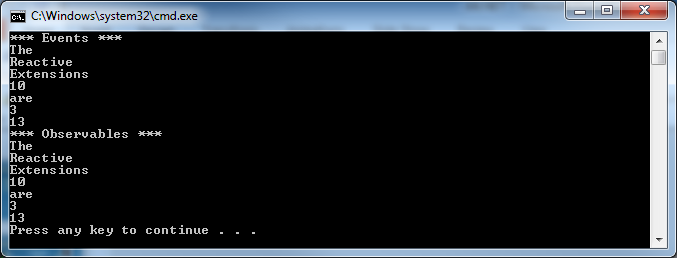 C:\Windows\system32\cmd.exe
*** Events ***
The
Reactive
Extensions
10
are
3
13
*** Observables ***
The
Reactive
Extensions
10
are
3
13
Press any key to continue . . .